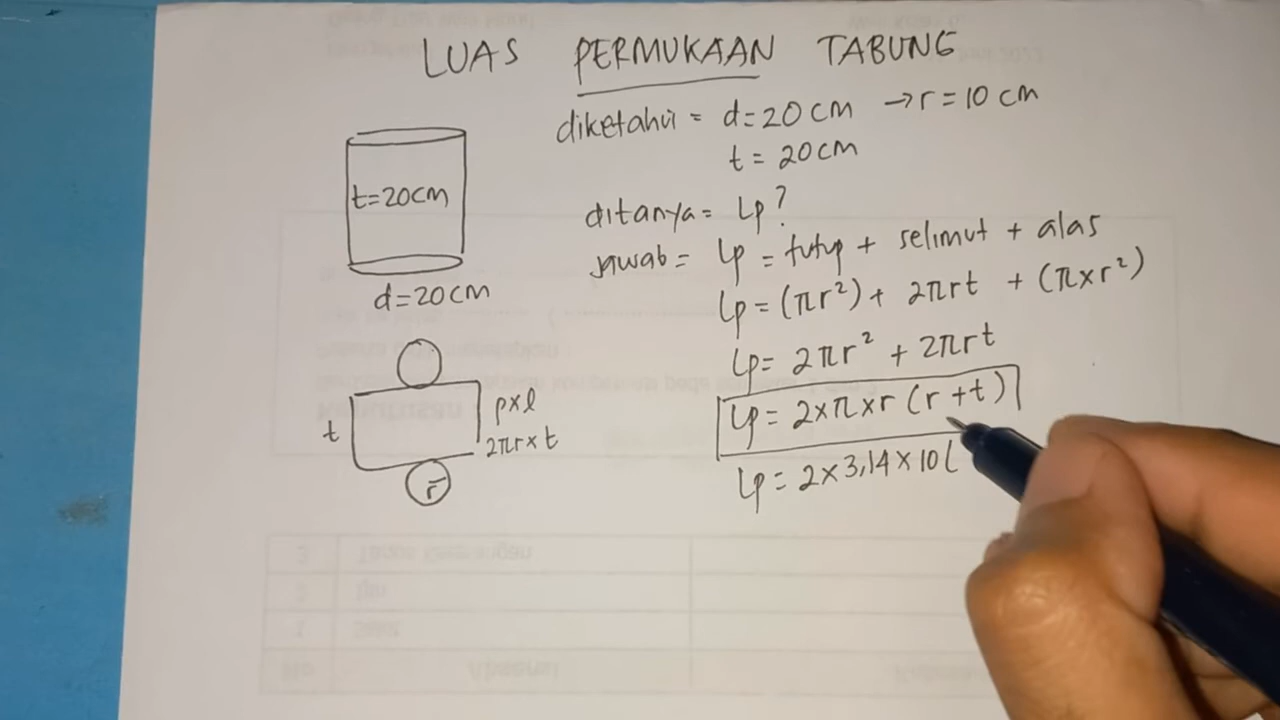 LUAS PERMUKAAN TABUNG
diketahui = d=20 cm → r = 10 cm
t = 20 cm
ditanya = Lp?
jawab = Lp = tutup + selimut + alas
Lp = (πr²) + 2πrt + (π×r²)
Lp = 2πr² + 2πrt
Lp = 2×π×r (r+t)
Lp = 2×3,14×10 (
t=20cm
d=20cm
t
p×l
2πr×t
r